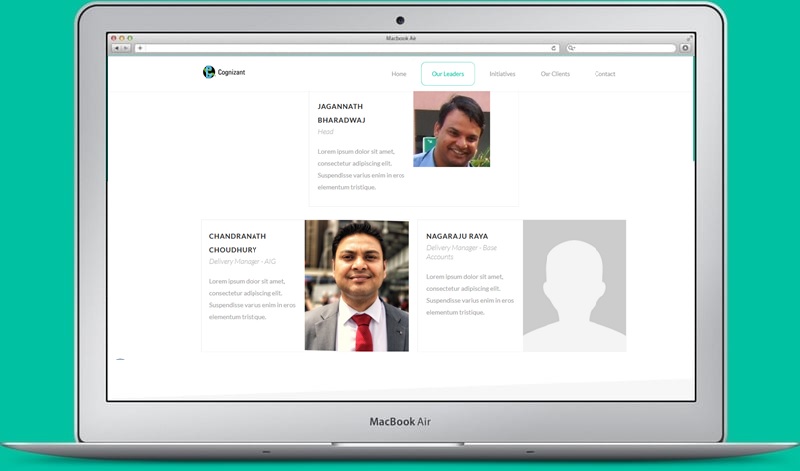 Macbook Air
Cognizant
Home
Our Leaders
Initiatives
Our Clients
Contact
JAGANNATH
BHARADWAJ
Head
Lorem ipsum dolor sit amet,
consectetur adipiscing elit.
Suspendisse varius enim in eros
elementum tristique.
CHANDRANATH
CHOUDHURY
Delivery Manager - AIG
Lorem ipsum dolor sit amet,
consectetur adipiscing elit.
Suspendisse varius enim in eros
elementum tristique.
NAGARAJU RAYA
Delivery Manager - Base
Accounts
Lorem ipsum dolor sit amet,
consectetur adipiscing elit.
Suspendisse varius enim in eros
elementum tristique.
MacBook Air